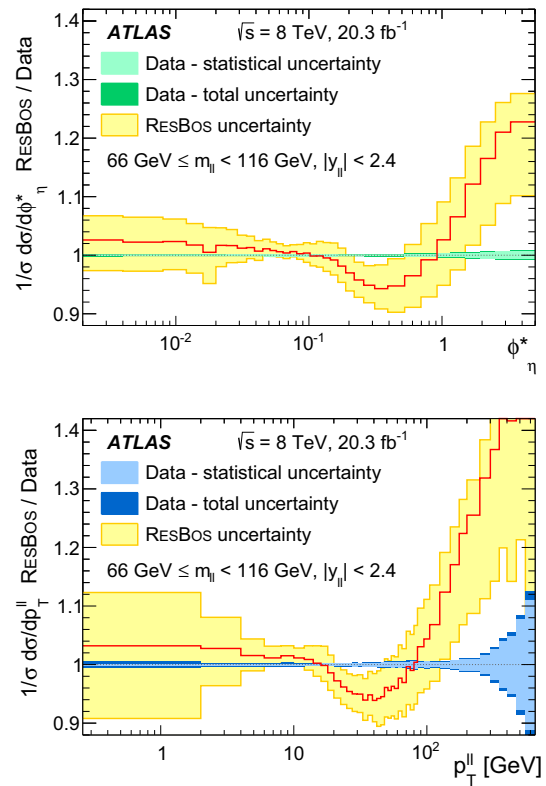 1/σ dσ/dφ*η RESBOS / Data
1.4
1.3
1.2
1.1
1
0.9
ATLAS √s = 8 TeV, 20.3 fb⁻¹
Data - statistical uncertainty
Data - total uncertainty
RESBOS uncertainty
66 GeV ≤ mll < 116 GeV, |yll| < 2.4
10⁻² 10⁻¹ 1
φ*η
1/σ dσ/dpTll RESBOS / Data
1.4
1.3
1.2
1.1
1
0.9
ATLAS √s = 8 TeV, 20.3 fb⁻¹
Data - statistical uncertainty
Data - total uncertainty
RESBOS uncertainty
66 GeV ≤ mll < 116 GeV, |yll| < 2.4
1 10 10²
pTll [GeV]